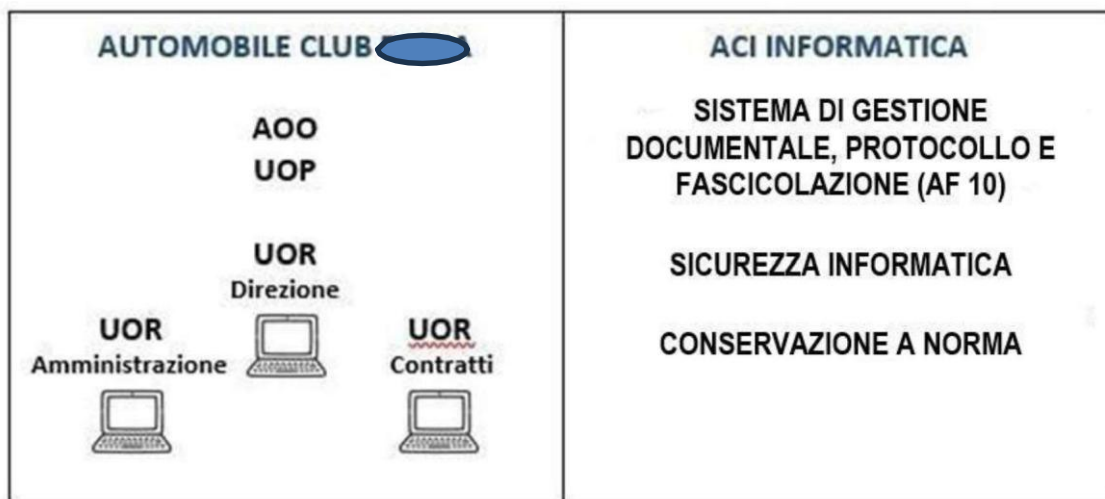 AUTOMOBILE CLUB
AOO
UOP
UOR
Direzione
UOR
Amministrazione
UOR
Contratti
ACI INFORMATICA
SISTEMA DI GESTIONE
DOCUMENTALE, PROTOCOLLO E
FASCICOLAZIONE (AF 10)
SICUREZZA INFORMATICA
CONSERVAZIONE A NORMA